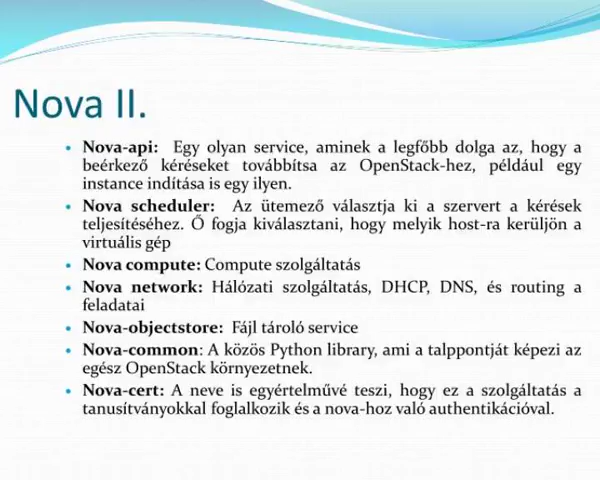 Nova II.
• Nova-api: Egy olyan service, aminek a legfőbb dolga az, hogy a
beérkező kéréseket továbbítsa az OpenStack-hez, például egy
instance indítása is egy ilyen.
• Nova scheduler: Az ütemező választja ki a szervert a kérések
teljesítéséhez. Ő fogja kiválasztani, hogy melyik host-ra kerüljön a
virtuális gép
• Nova compute: Compute szolgáltatás
• Nova network: Hálózati szolgáltatás, DHCP, DNS, és routing a
feladatai
• Nova-objectstore: Fájl tároló service
• Nova-common: A közös Python library, ami a talppontját képezi az
egész OpenStack környezetnek.
• Nova-cert: A neve is egyértelművé teszi, hogy ez a szolgáltatás a
tanusítványokkal foglalkozik és a nova-hoz való authentikációval.